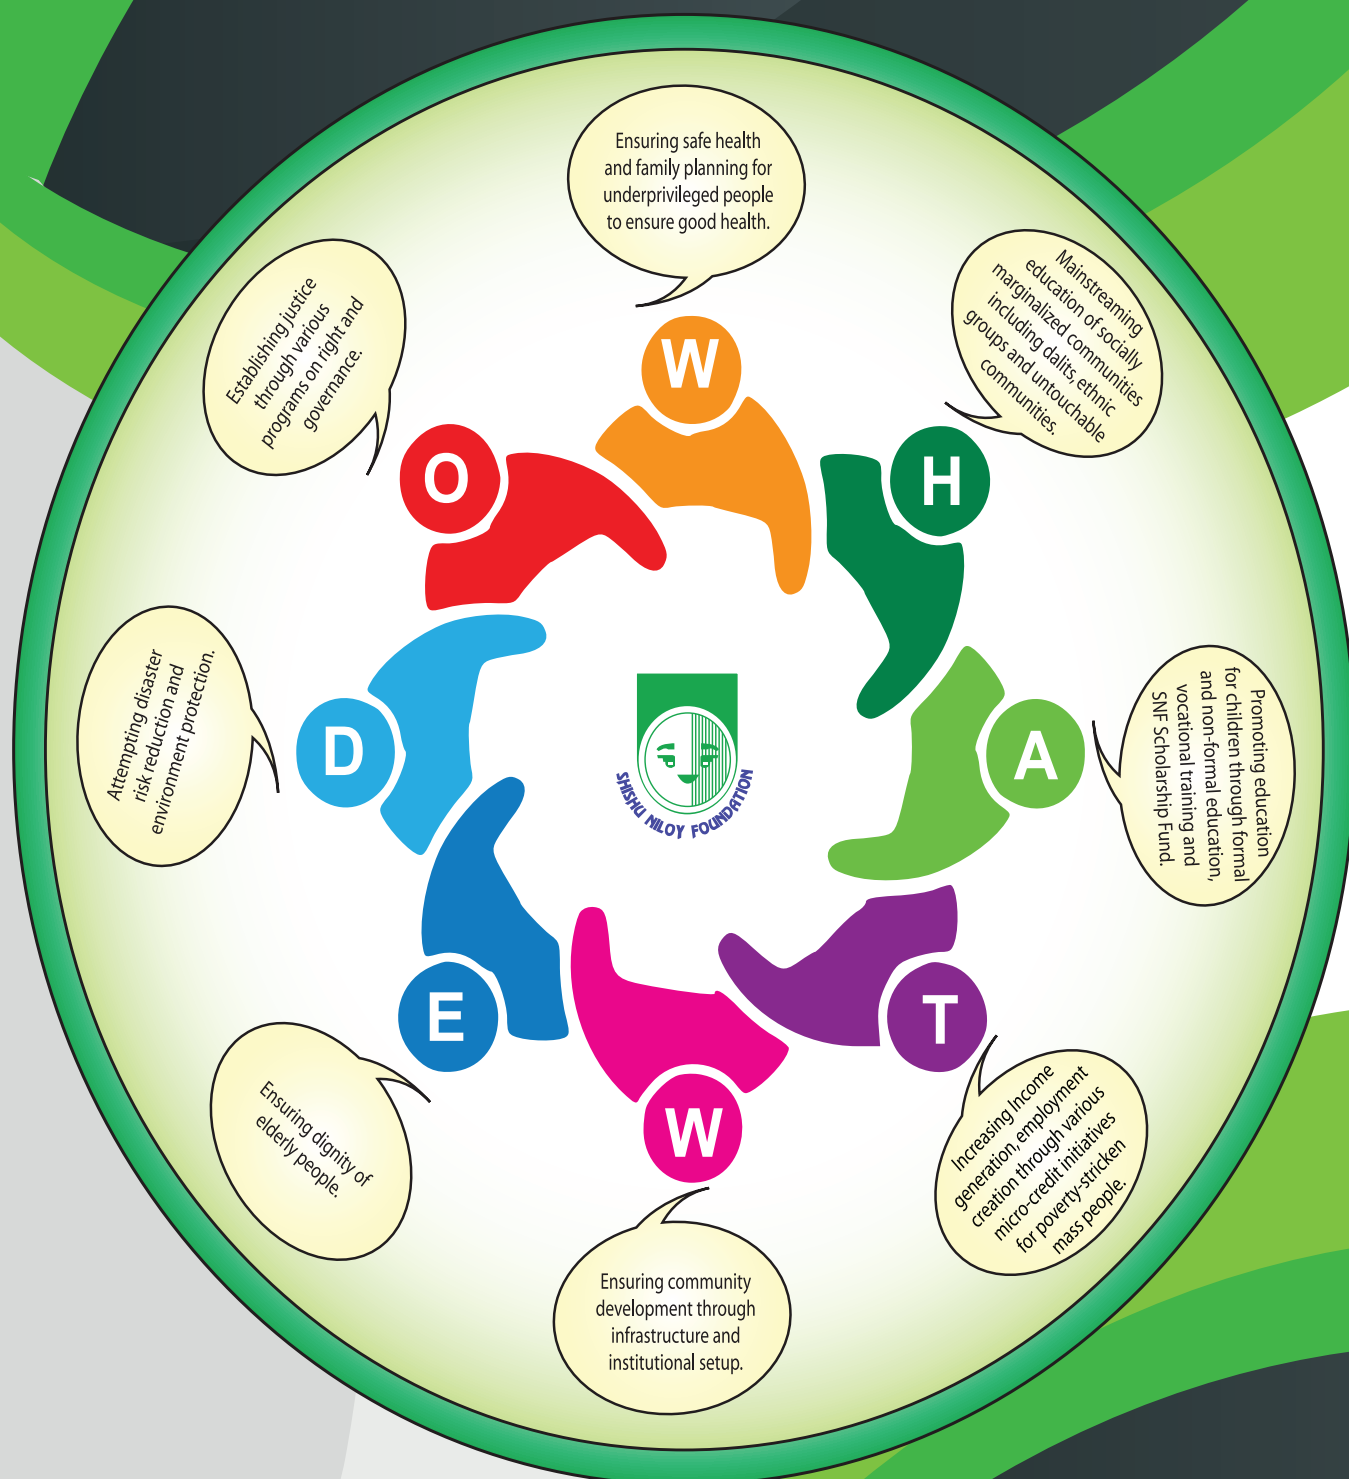 Ensuring safe health
and family planning for
underprivileged people
to ensure good health.
W
Mainstreaming
education of socially
marginalized communities
including dalits, ethnic
groups and untouchable
communities.
H
Promoting education
for children through formal
and non-formal education,
vocational training and
SNF Scholarship Fund.
A
Increasing Income
generation, employment
creation through various
micro-credit initiatives
for poverty-stricken
mass people.
T
W
Ensuring community
development through
infrastructure and
institutional setup.
E
Ensuring dignity of
elderly people.
D
Attempting disaster
risk reduction and
environment protection.
O
Establishing justice
through various
programs on right and
governance.
SHISHU NILOY FOUNDATION